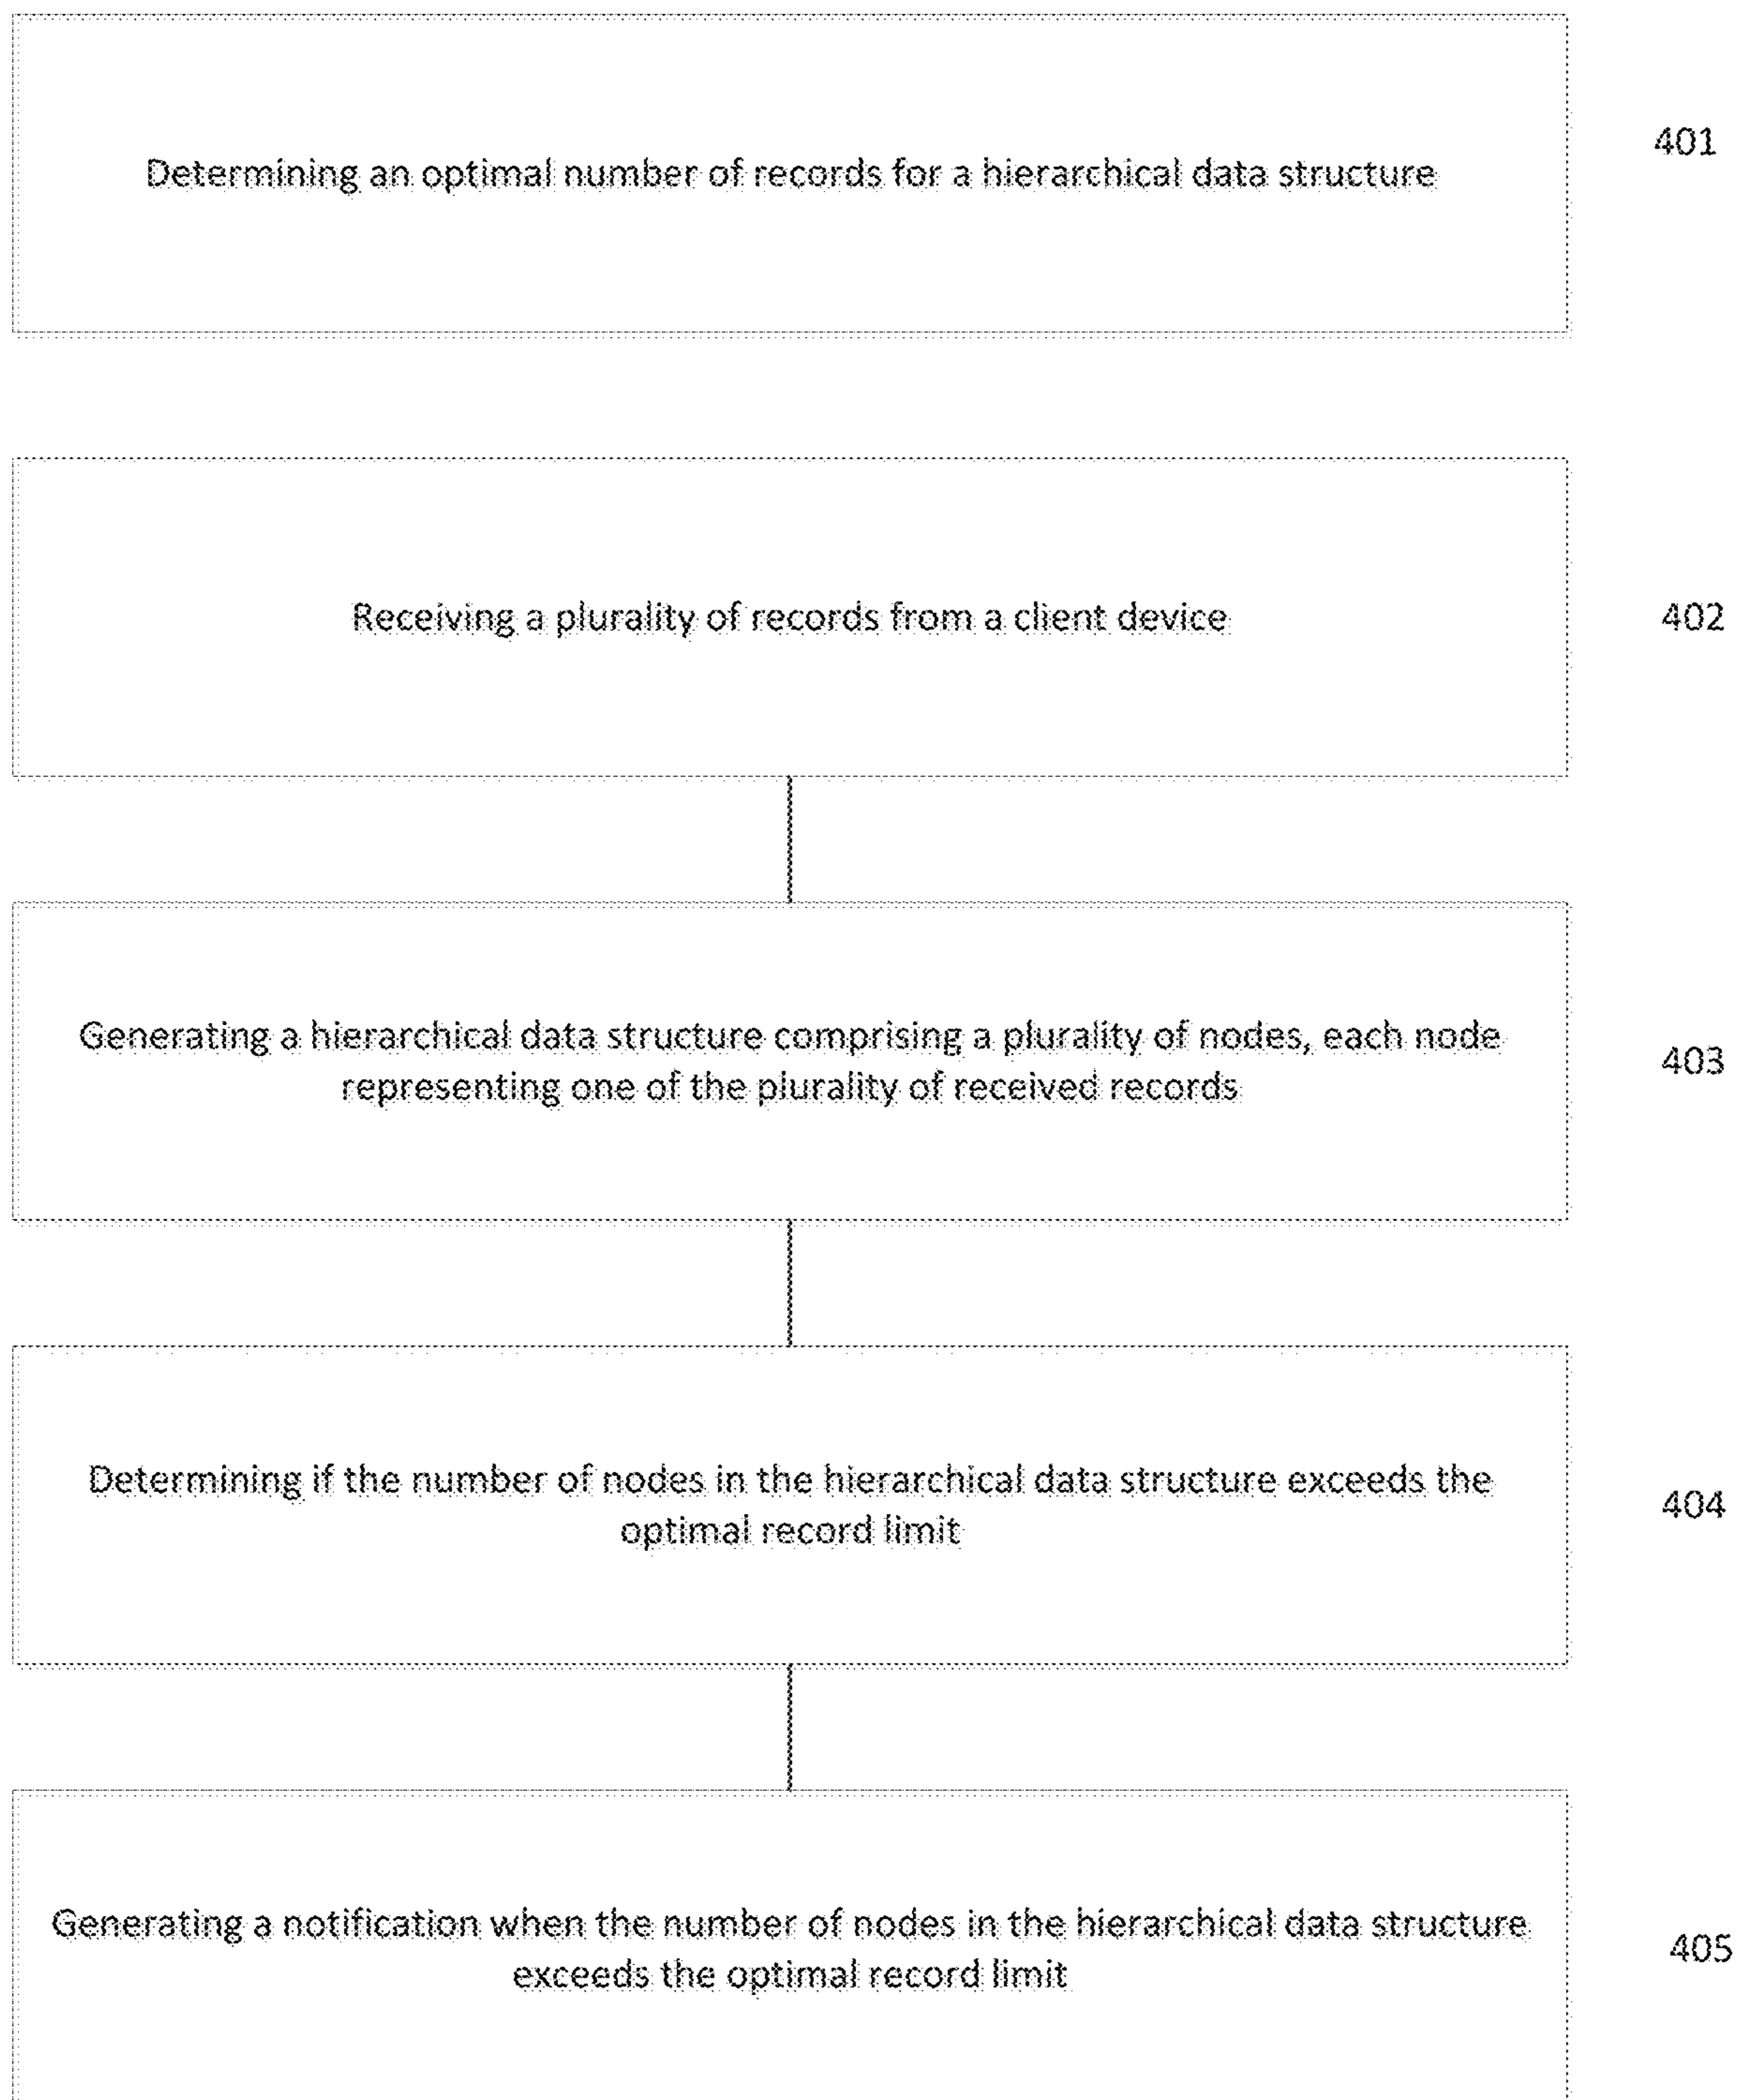 Determining an optimal number of records for a hierarchical data structure
401
Receiving a plurality of records from a client device
402
Generating a hierarchical data structure comprising a plurality of nodes, each node
representing one of the plurality of received records
403
Determining if the number of nodes in the hierarchical data structure exceeds the
optimal record limit
404
Generating a notification when the number of nodes in the hierarchical data structure
exceeds the optimal record limit
405